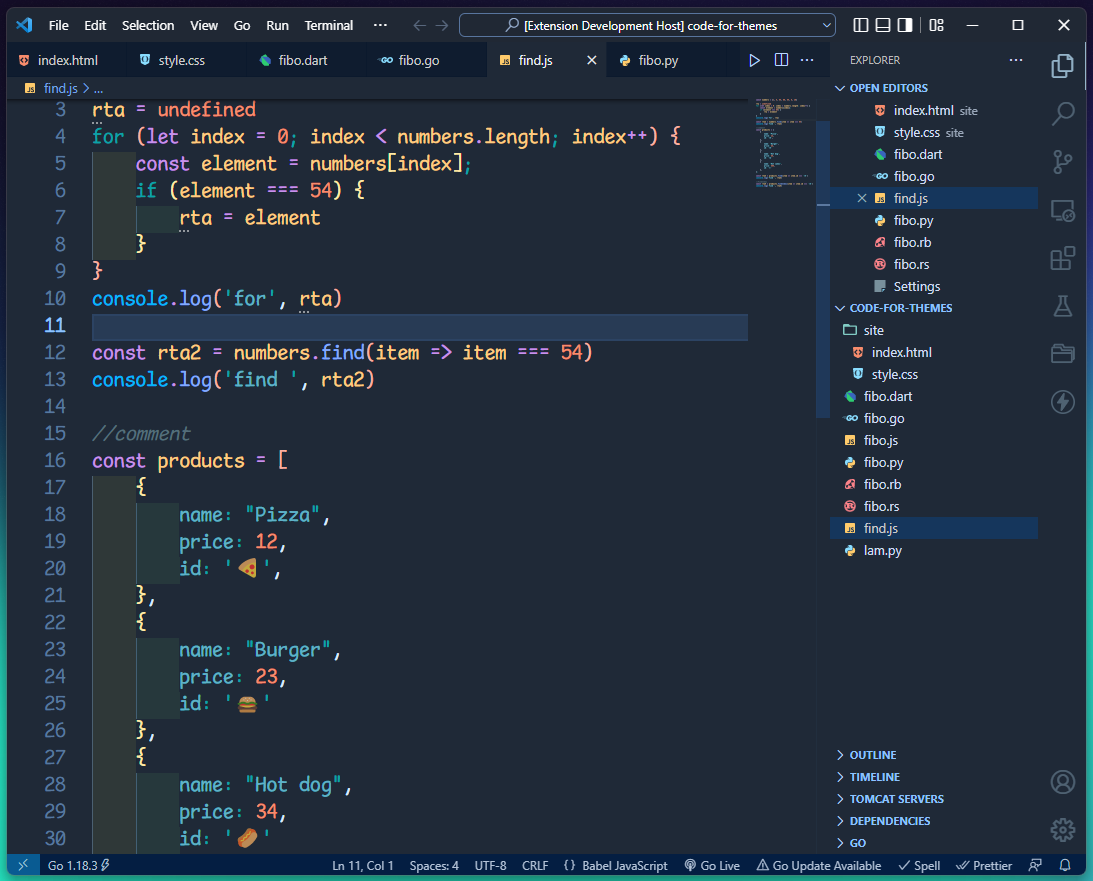 File Edit Selection View Go Run Terminal ··· [Extension Development Host] code-for-themes
index.html style.css fibo.dart fibo.go find.js fibo.py ···
find.js > ...
3 rta = undefined
4 for (let index = 0; index < numbers.length; index++) {
5 const element = numbers[index];
6 if (element === 54) {
7 rta = element
8 }
9 }
10 console.log('for', rta)
11
12 const rta2 = numbers.find(item => item === 54)
13 console.log('find ', rta2)
14
15 //comment
16 const products = [
17 {
18 name: "Pizza",
19 price: 12,
20 id: '🍕',
21 },
22 {
23 name: "Burger",
24 price: 23,
25 id: '🍔'
26 },
27 {
28 name: "Hot dog",
29 price: 34,
30 id: '🌭'
EXPLORER ···
OPEN EDITORS
index.html site
style.css site
fibo.dart
fibo.go
find.js
fibo.py
fibo.rb
fibo.rs
Settings
CODE-FOR-THEMES
site
index.html
style.css
fibo.dart
fibo.go
fibo.js
fibo.py
fibo.rb
fibo.rs
find.js
lam.py
OUTLINE
TIMELINE
TOMCAT SERVERS
DEPENDENCIES
GO
Go 1.18.3 Ln 11, Col 1 Spaces: 4 UTF-8 CRLF {} Babel JavaScript Go Live Go Update Available Spell Prettier